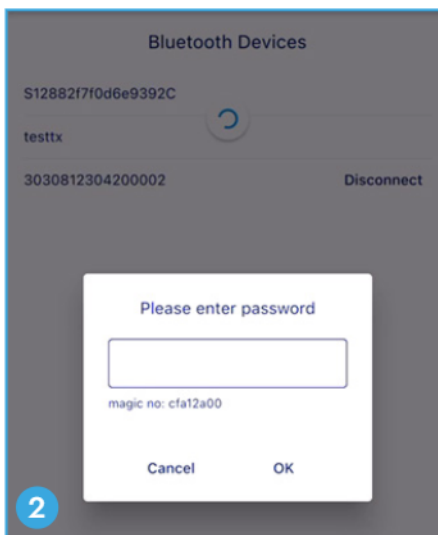 Bluetooth Devices
S12882f7f0d6e9392C
testtx
3030812304200002 Disconnect
Please enter password
magic no: cfa12a00
Cancel OK
2